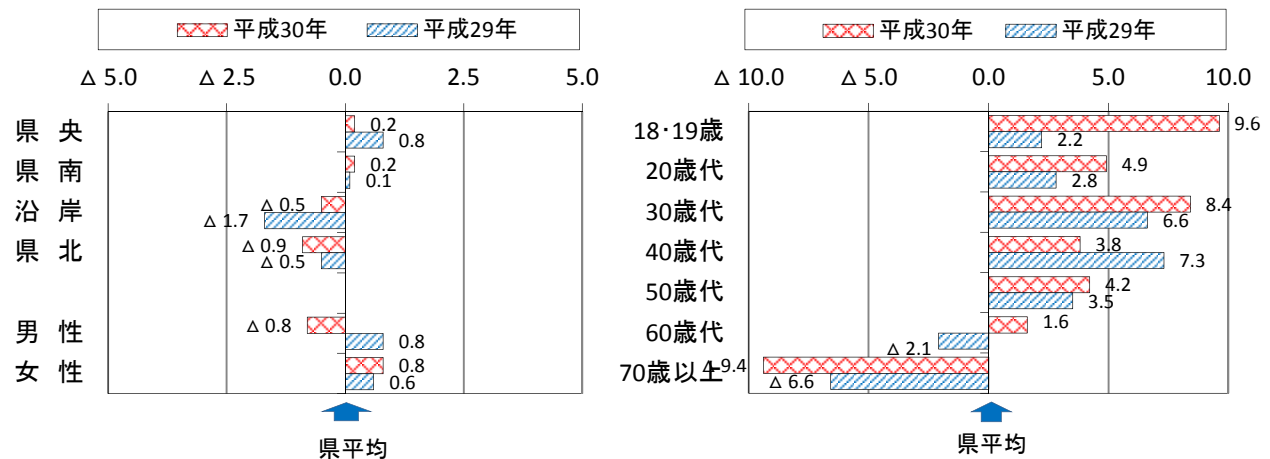 平成30年 平成29年
△ 5.0 △ 2.5 0.0 2.5 5.0
県 央 0.2
0.8
県 南 0.2
0.1
沿 岸 △ 0.5
△ 1.7
県 北 △ 0.9
△ 0.5
男 性 △ 0.8
0.8
女 性 0.8
0.6
県平均
平成30年 平成29年
△ 10.0 △ 5.0 0.0 5.0 10.0
18・19歳 9.6
2.2
20歳代 4.9
2.8
30歳代 8.4
6.6
40歳代 3.8
7.3
50歳代 4.2
3.5
60歳代 1.6
△ 2.1
70歳以上 △ 9.4
△ 6.6
県平均